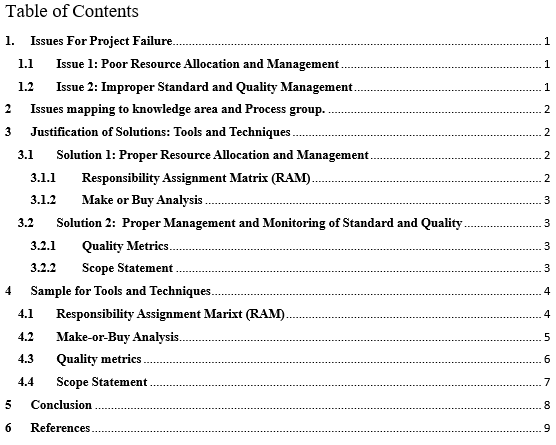 Table of Contents
1. Issues For Project Failure 1
1.1 Issue 1: Poor Resource Allocation and Management 1
1.2 Issue 2: Improper Standard and Quality Management 1
2 Issues mapping to knowledge area and Process group. 2
3 Justification of Solutions: Tools and Techniques 2
3.1 Solution 1: Proper Resource Allocation and Management 2
3.1.1 Responsibility Assignment Matrix (RAM) 2
3.1.2 Make or Buy Analysis 3
3.2 Solution 2: Proper Management and Monitoring of Standard and Quality 3
3.2.1 Quality Metrics 3
3.2.2 Scope Statement 3
4 Sample for Tools and Techniques 4
4.1 Responsibility Assignment Marixt (RAM) 4
4.2 Make-or-Buy Analysis 5
4.3 Quality metrics 6
4.4 Scope Statement 7
5 Conclusion 8
6 References 9